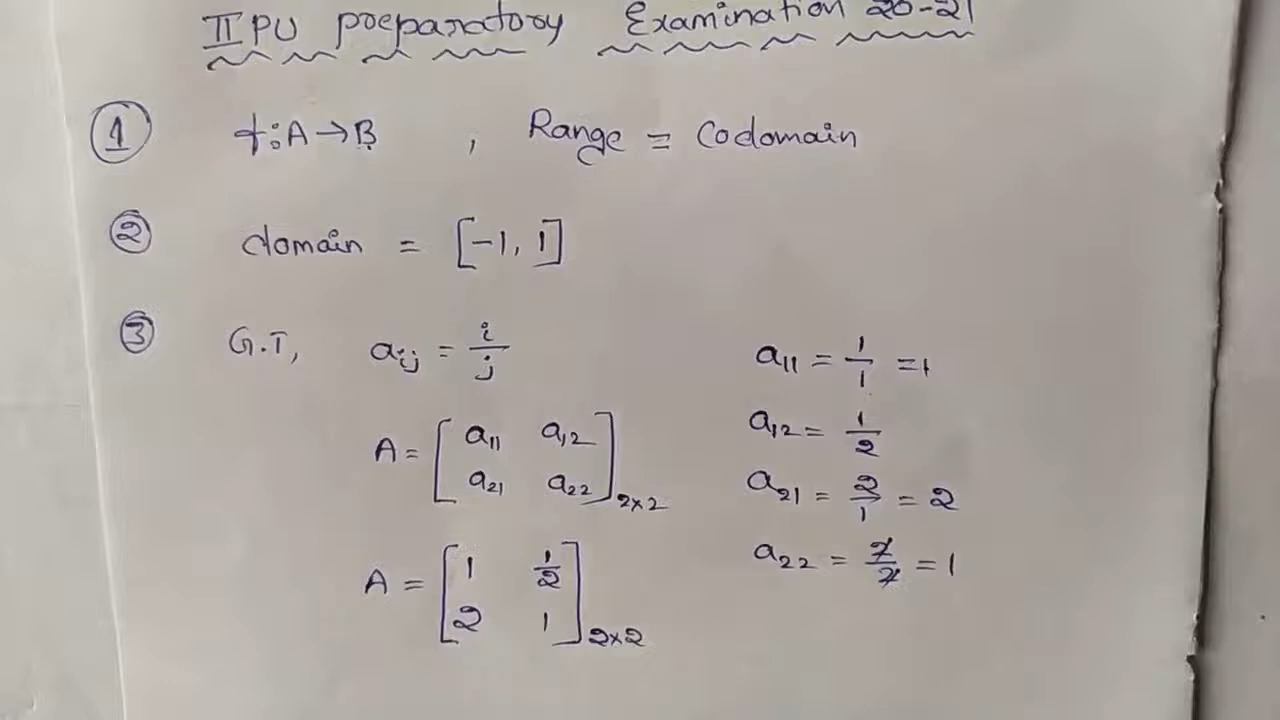 II PU preparatory Examination 20-21
1 f:A→B , Range = Codomain
2 domain = [-1, 1]
3 G.T, aij = i/j
a11 = 1/1 = 1
A = [a11 a12
a21 a22]2×2
a12 = 1/2
a21 = 2/1 = 2
a22 = 2/2 = 1
A = [1 1/2
2 1]2×2